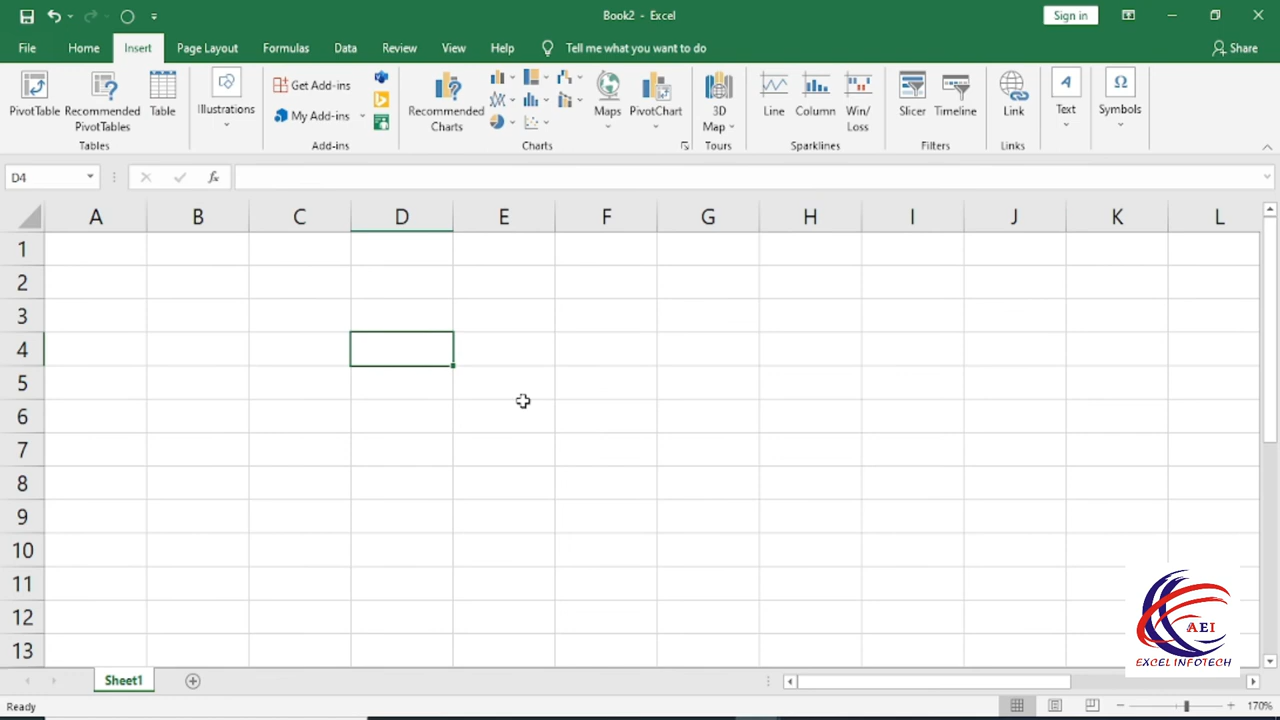 Book2 - Excel
Sign in
File Home Insert Page Layout Formulas Data Review View Help Tell me what you want to do
Share
PivotTable
Recommended
PivotTables
Table
Tables
Illustrations
Get Add-ins
My Add-ins
Add-ins
Recommended
Charts
Maps
PivotChart
Charts
3D
Map
Tours
Line
Column
Win/
Loss
Sparklines
Slicer
Timeline
Filters
Link
Links
Text
Symbols
D4
fx
A B C D E F G H I J K L
1
2
3
4
5
6
7
8
9
10
11
12
13
AEI
EXCEL INFOTECH
Sheet1
Ready
170%